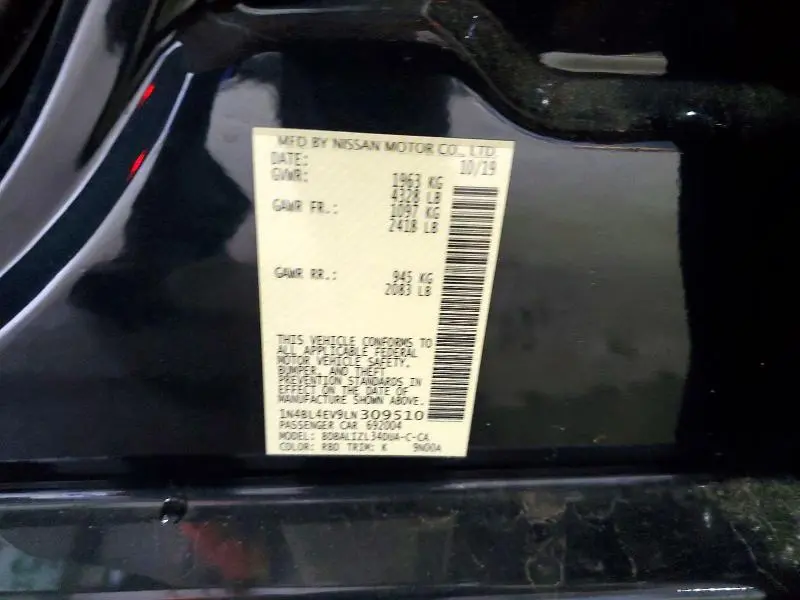 MFD BY NISSAN MOTOR CO., LTD.
DATE: 10/19
GVWR: 1963 KG
4328 LB
GAWR FR.: 1097 KG
2418 LB
GAWR RR.: 945 KG
2083 LB
THIS VEHICLE CONFORMS TO
ALL APPLICABLE FEDERAL
MOTOR VEHICLE SAFETY,
BUMPER, AND THEFT
PREVENTION STANDARDS IN
EFFECT ON THE DATE OF
MANUFACTURE SHOWN ABOVE.
1N4BL4EV9LN309510
PASSENGER CAR 692004
MODEL: BDBALIZL34DUA-C-CA
COLOR: RBD TRIM: K 9N00A